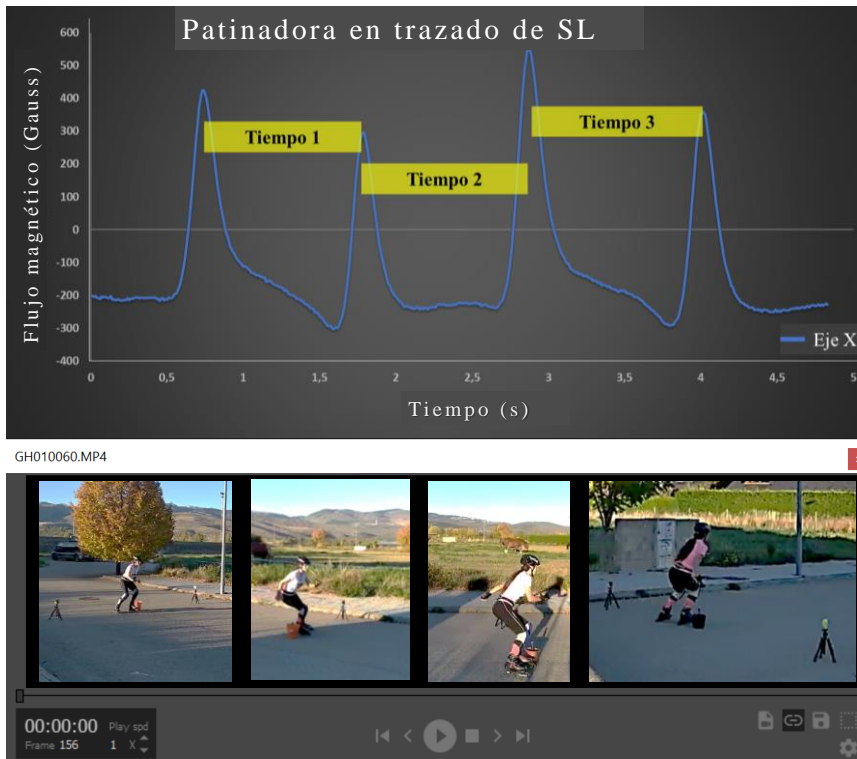 Patinadora en trazado de SL
Flujo magnético (Gauss)
600
500
400
300
200
100
0
-100
-200
-300
-400
Tiempo 1
Tiempo 2
Tiempo 3
Eje X
0 0,5 1 1,5 2 2,5 3 3,5 4 4,5 5
Tiempo (s)
GH010060.MP4
00:00:00 Play spd
Frame 156 1 X